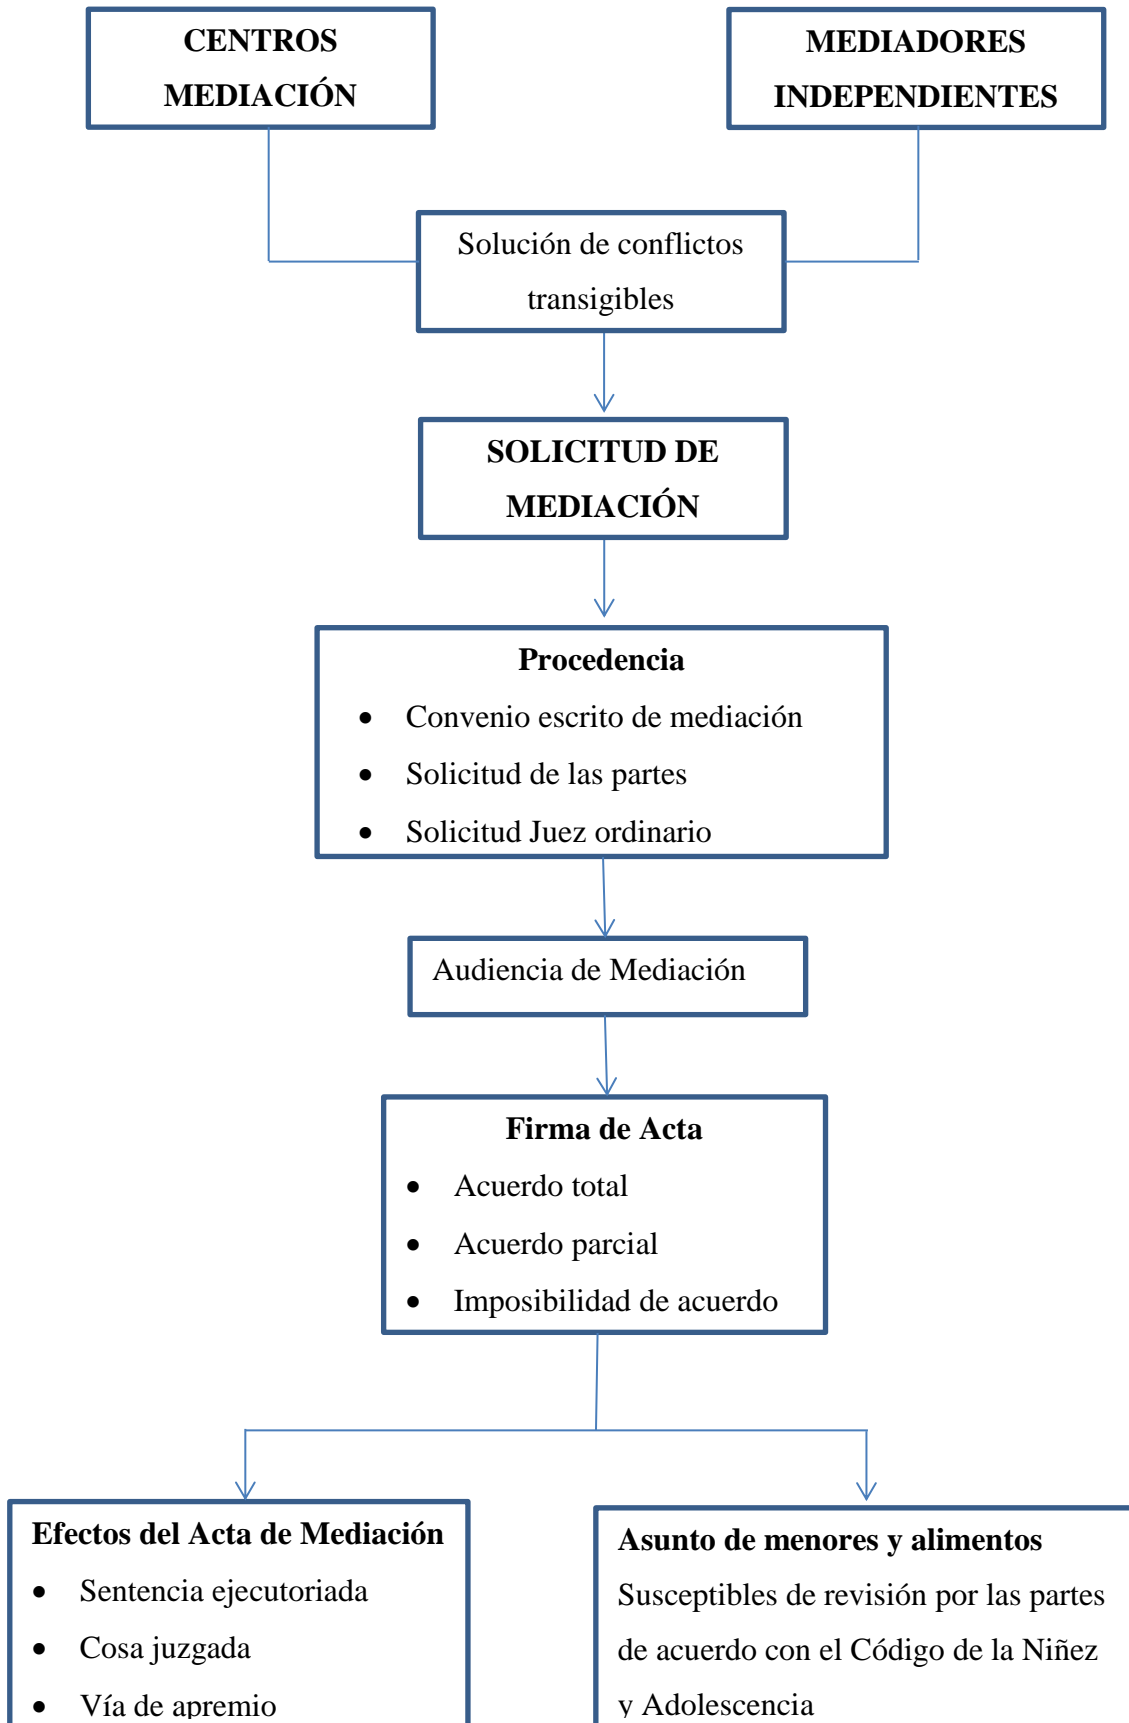 CENTROS
MEDIACIÓN
MEDIADORES
INDEPENDIENTES
Solución de conflictos
transigibles
SOLICITUD DE
MEDIACIÓN
Procedencia
• Convenio escrito de mediación
• Solicitud de las partes
• Solicitud Juez ordinario
Audiencia de Mediación
Firma de Acta
• Acuerdo total
• Acuerdo parcial
• Imposibilidad de acuerdo
Efectos del Acta de Mediación
• Sentencia ejecutoriada
• Cosa juzgada
• Vía de apremio
Asunto de menores y alimentos
Susceptibles de revisión por las partes
de acuerdo con el Código de la Niñez
y Adolescencia